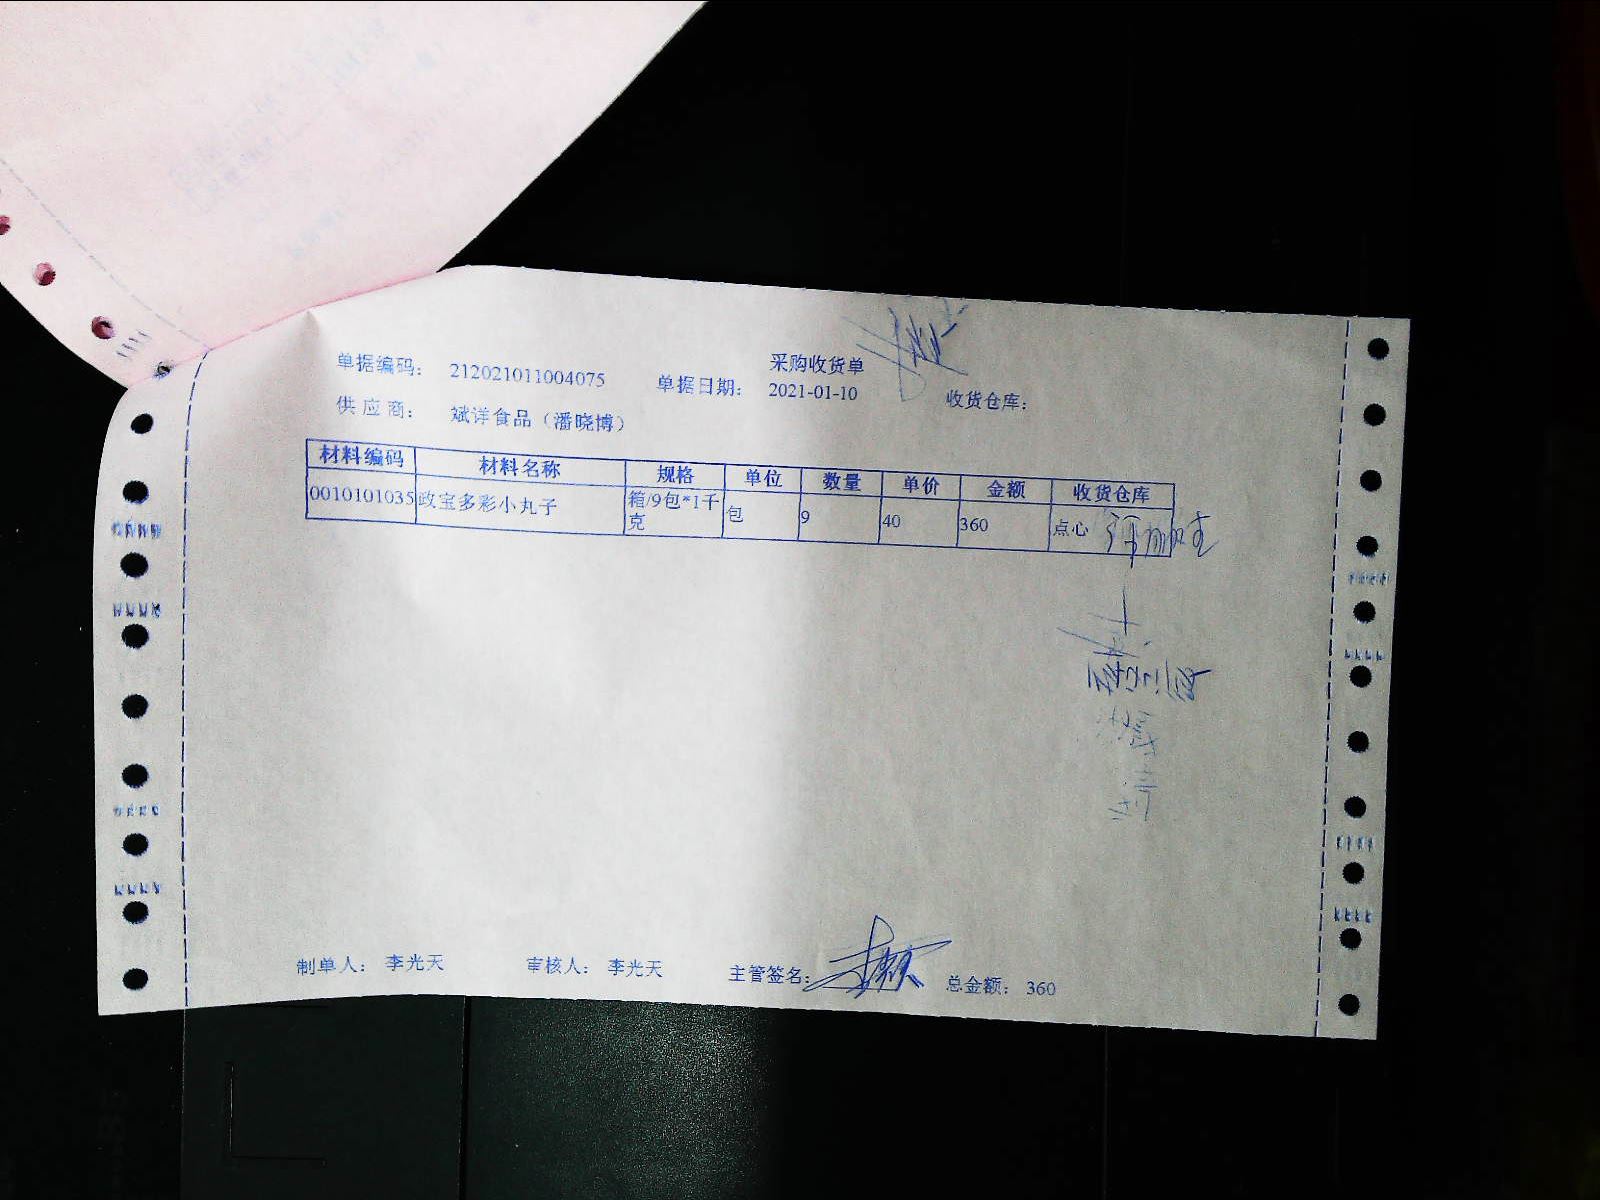 采购收货单
单据编码： 212021011004075 单据日期： 2021-01-10 收货仓库：
供应商： 斌洋食品（潘晓博）
材料编码 材料名称 规格 单位 数量 单价 金额 收货仓库
0010101035 政宝多彩小丸子 箱/9包*1千克 包 9 40 360 点心
制单人： 李光天 审核人： 李光天 主管签名： 总金额： 360